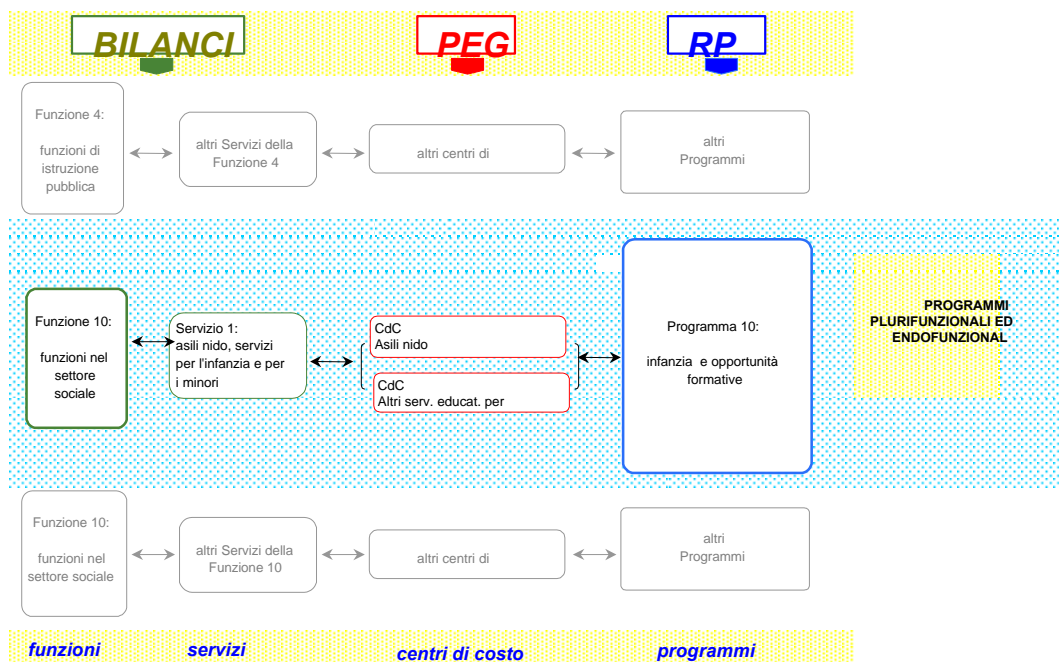 BILANCI
PEG
RP
Funzione 4:
funzioni di
istruzione
pubblica
altri Servizi della
Funzione 4
altri centri di
altri
Programmi
Funzione 10:
funzioni nel
settore
sociale
Servizio 1:
asili nido, servizi
per l'infanzia e per
i minori
CdC
Asili nido
CdC
Altri serv. educat. per
Programma 10:
infanzia e opportunità
formative
PROGRAMMI
PLURIFUNZIONALI ED
ENDOFUNZIONAL
Funzione 10:
funzioni nel
settore sociale
altri Servizi della
Funzione 10
altri centri di
altri
Programmi
funzioni
servizi
centri di costo
programmi